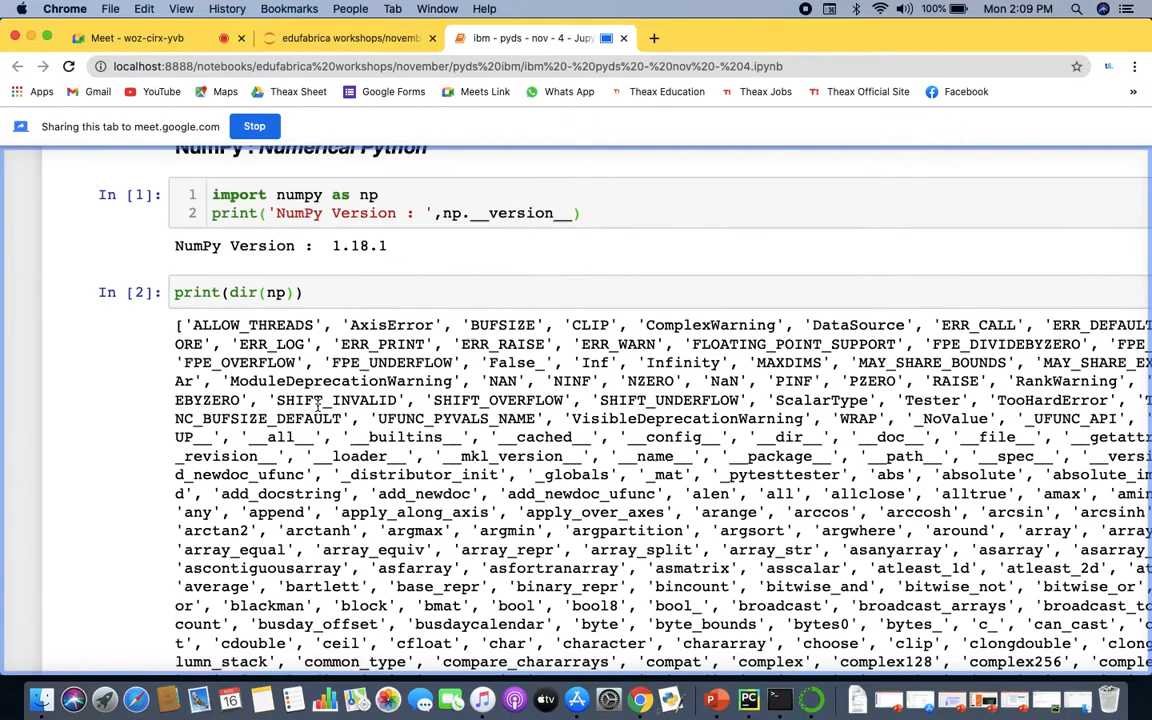 Chrome File Edit View History Bookmarks People Tab Window Help 100% Mon 2:09 PM
Meet - woz-cirx-yvb edufabrica workshops/novemb ibm - pyds - nov - 4 - Jupy
localhost:8888/notebooks/edufabrica%20workshops/november/pyds%20ibm/ibm%20-%20pyds%20-%20nov%20-%204.ipynb
Apps Gmail YouTube Maps Theax Sheet Google Forms Meets Link Whats App Theax Education Theax Jobs Theax Official Site Facebook »
Sharing this tab to meet.google.com Stop
NumPy : Numerical Python
In [1]: 1 import numpy as np
2 print('NumPy Version : ',np.__version__)
NumPy Version : 1.18.1
In [2]: print(dir(np))
['ALLOW_THREADS', 'AxisError', 'BUFSIZE', 'CLIP', 'ComplexWarning', 'DataSource', 'ERR_CALL', 'ERR_DEFAULT
ORE', 'ERR_LOG', 'ERR_PRINT', 'ERR_RAISE', 'ERR_WARN', 'FLOATING_POINT_SUPPORT', 'FPE_DIVIDEBYZERO', 'FPE_
'FPE_OVERFLOW', 'FPE_UNDERFLOW', 'False_', 'Inf', 'Infinity', 'MAXDIMS', 'MAY_SHARE_BOUNDS', 'MAY_SHARE_EX
Ar', 'ModuleDeprecationWarning', 'NAN', 'NINF', 'NZERO', 'NaN', 'PINF', 'PZERO', 'RAISE', 'RankWarning',
EBYZERO', 'SHIFT_INVALID', 'SHIFT_OVERFLOW', 'SHIFT_UNDERFLOW', 'ScalarType', 'Tester', 'TooHardError', 'T
NC_BUFSIZE_DEFAULT', 'UFUNC_PYVALS_NAME', 'VisibleDeprecationWarning', 'WRAP', '_NoValue', '_UFUNC_API', '
UP__', '__all__', '__builtins__', '__cached__', '__config__', '__dir__', '__doc__', '__file__', '__getattr
_revision__', '__loader__', '__mkl_version__', '__name__', '__package__', '__path__', '__spec__', '__versi
d_newdoc_ufunc', '_distributor_init', '_globals', '_mat', '_pytesttester', 'abs', 'absolute', 'absolute_im
d', 'add_docstring', 'add_newdoc', 'add_newdoc_ufunc', 'alen', 'all', 'allclose', 'alltrue', 'amax', 'amin
'any', 'append', 'apply_along_axis', 'apply_over_axes', 'arange', 'arccos', 'arccosh', 'arcsin', 'arcsinh'
'arctan2', 'arctanh', 'argmax', 'argmin', 'argpartition', 'argsort', 'argwhere', 'around', 'array', 'array
'array_equal', 'array_equiv', 'array_repr', 'array_split', 'array_str', 'asanyarray', 'asarray', 'asarray_
'ascontiguousarray', 'asfarray', 'asfortranarray', 'asmatrix', 'asscalar', 'atleast_1d', 'atleast_2d', 'at
'average', 'bartlett', 'base_repr', 'binary_repr', 'bincount', 'bitwise_and', 'bitwise_not', 'bitwise_or'
or', 'blackman', 'block', 'bmat', 'bool', 'bool8', 'bool_', 'broadcast', 'broadcast_arrays', 'broadcast_to
count', 'busday_offset', 'busdaycalendar', 'byte', 'byte_bounds', 'bytes0', 'bytes_', 'c_', 'can_cast', 'c
t', 'cdouble', 'ceil', 'cfloat', 'char', 'character', 'chararray', 'choose', 'clip', 'clongdouble', 'clong
lumn_stack', 'common_type', 'compare_chararrays', 'compat', 'complex', 'complex128', 'complex256', 'comple
NOV 16